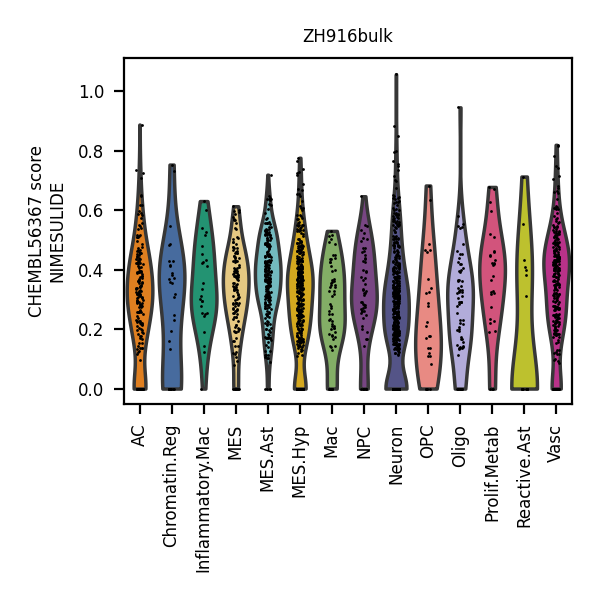 ZH916bulk
CHEMBL56367 score
NIMESULIDE
1.0
0.8
0.6
0.4
0.2
0.0
AC
Chromatin.Reg
Inflammatory.Mac
MES
MES.Ast
MES.Hyp
Mac
NPC
Neuron
OPC
Oligo
Prolif.Metab
Reactive.Ast
Vasc